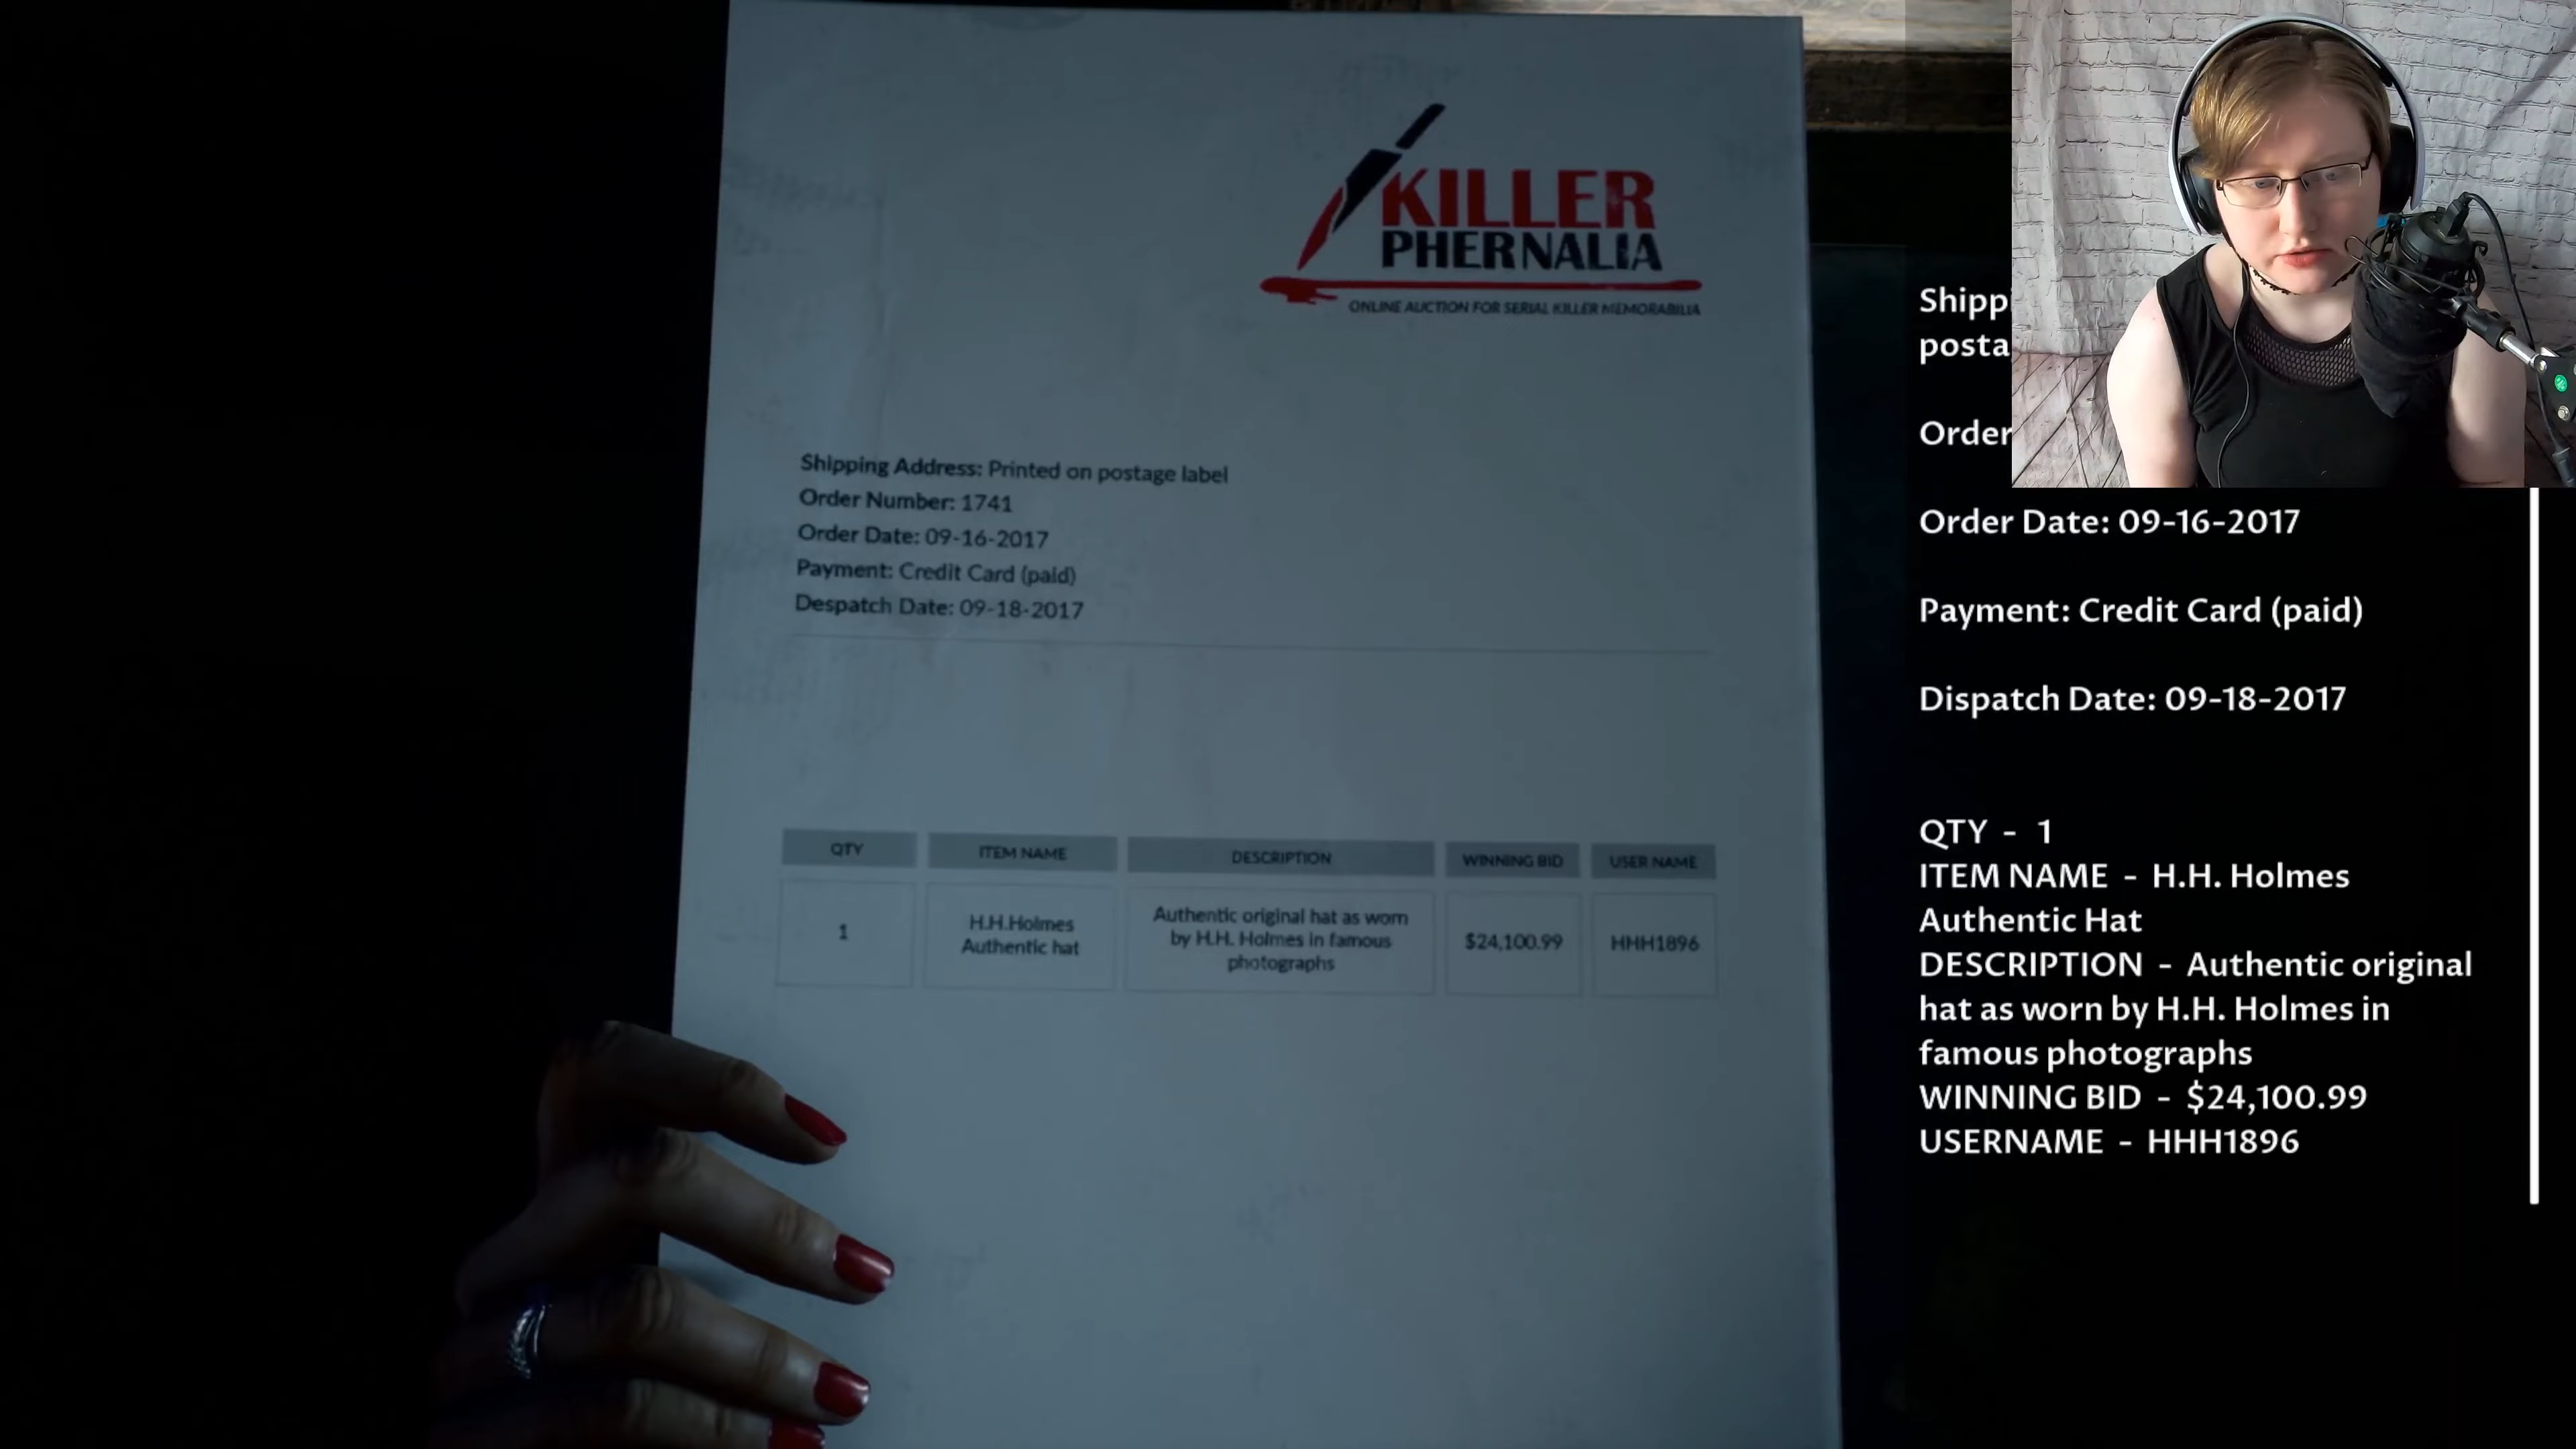 KILLER
PHERNALIA
ONLINE AUCTION FOR SERIAL KILLER MEMORABILIA
Shipping Address: Printed on postage label
Order Number: 1741
Order Date: 09-16-2017
Payment: Credit Card (paid)
Despatch Date: 09-18-2017
QTY ITEM NAME DESCRIPTION WINNING BID USER NAME
1 H.H.Holmes Authentic hat Authentic original hat as worn by H.H. Holmes in famous photographs $24,100.99 HHH1896
Shipp
posta
Order
Order Date: 09-16-2017
Payment: Credit Card (paid)
Dispatch Date: 09-18-2017
QTY - 1
ITEM NAME - H.H. Holmes
Authentic Hat
DESCRIPTION - Authentic original
hat as worn by H.H. Holmes in
famous photographs
WINNING BID - $24,100.99
USERNAME - HHH1896